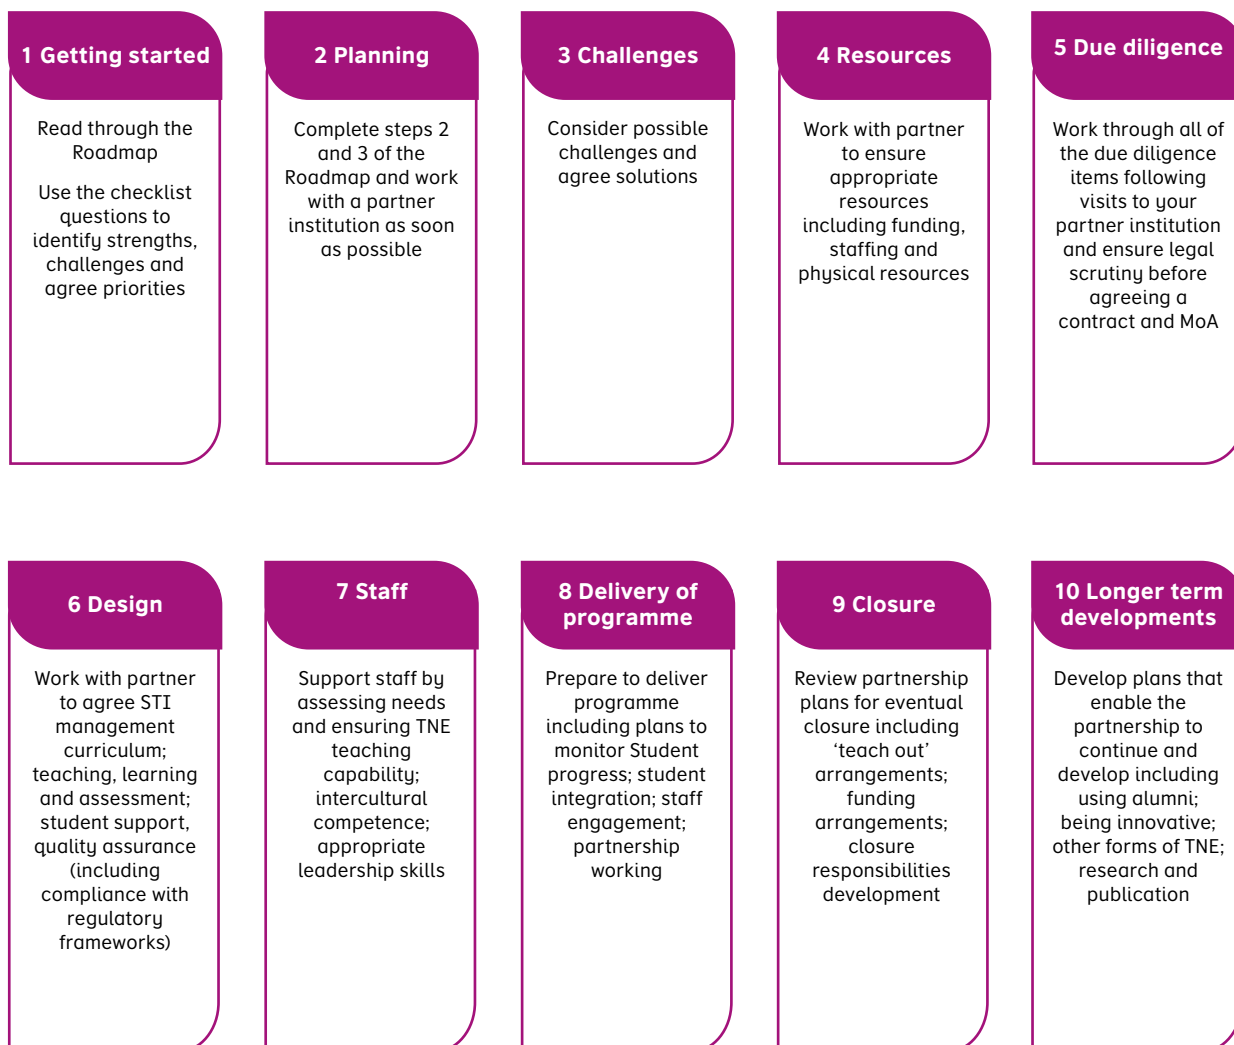 1 Getting started
Read through the
Roadmap
Use the checklist
questions to
identify strengths,
challenges and
agree priorities
2 Planning
Complete steps 2
and 3 of the
Roadmap and work
with a partner
institution as soon
as possible
3 Challenges
Consider possible
challenges and
agree solutions
4 Resources
Work with partner
to ensure
appropriate
resources
including funding,
staffing and
physical resources
5 Due diligence
Work through all of
the due diligence
items following
visits to your
partner institution
and ensure legal
scrutiny before
agreeing a
contract and MoA
6 Design
Work with partner
to agree STI
management
curriculum;
teaching, learning
and assessment;
student support,
quality assurance
(including
compliance with
regulatory
frameworks)
7 Staff
Support staff by
assessing needs
and ensuring TNE
teaching
capability;
intercultural
competence;
appropriate
leadership skills
8 Delivery of
programme
Prepare to deliver
programme
including plans to
monitor Student
progress; student
integration; staff
engagement;
partnership
working
9 Closure
Review partnership
plans for eventual
closure including
‘teach out’
arrangements;
funding
arrangements;
closure
responsibilities
development
10 Longer term
developments
Develop plans that
enable the
partnership to
continue and
develop including
using alumni;
being innovative;
other forms of TNE;
research and
publication